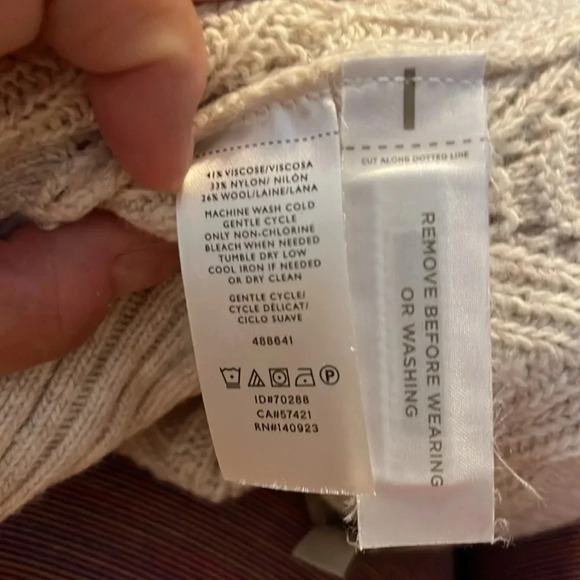 41% VISCOSE/VISCOSA
33% NYLON/ NILÓN
26% WOOL/LAINE/LANA
MACHINE WASH COLD
GENTLE CYCLE
ONLY NON-CHLORINE
BLEACH WHEN NEEDED
TUMBLE DRY LOW
COOL IRON IF NEEDED
OR DRY CLEAN
GENTLE CYCLE/
CYCLE DÉLICAT/
CICLO SUAVE
488641
P
ID#70288
CA#57421
RN#140923
CUT ALONG DOTTED LINE
REMOVE BEFORE WEARING
OR WASHING